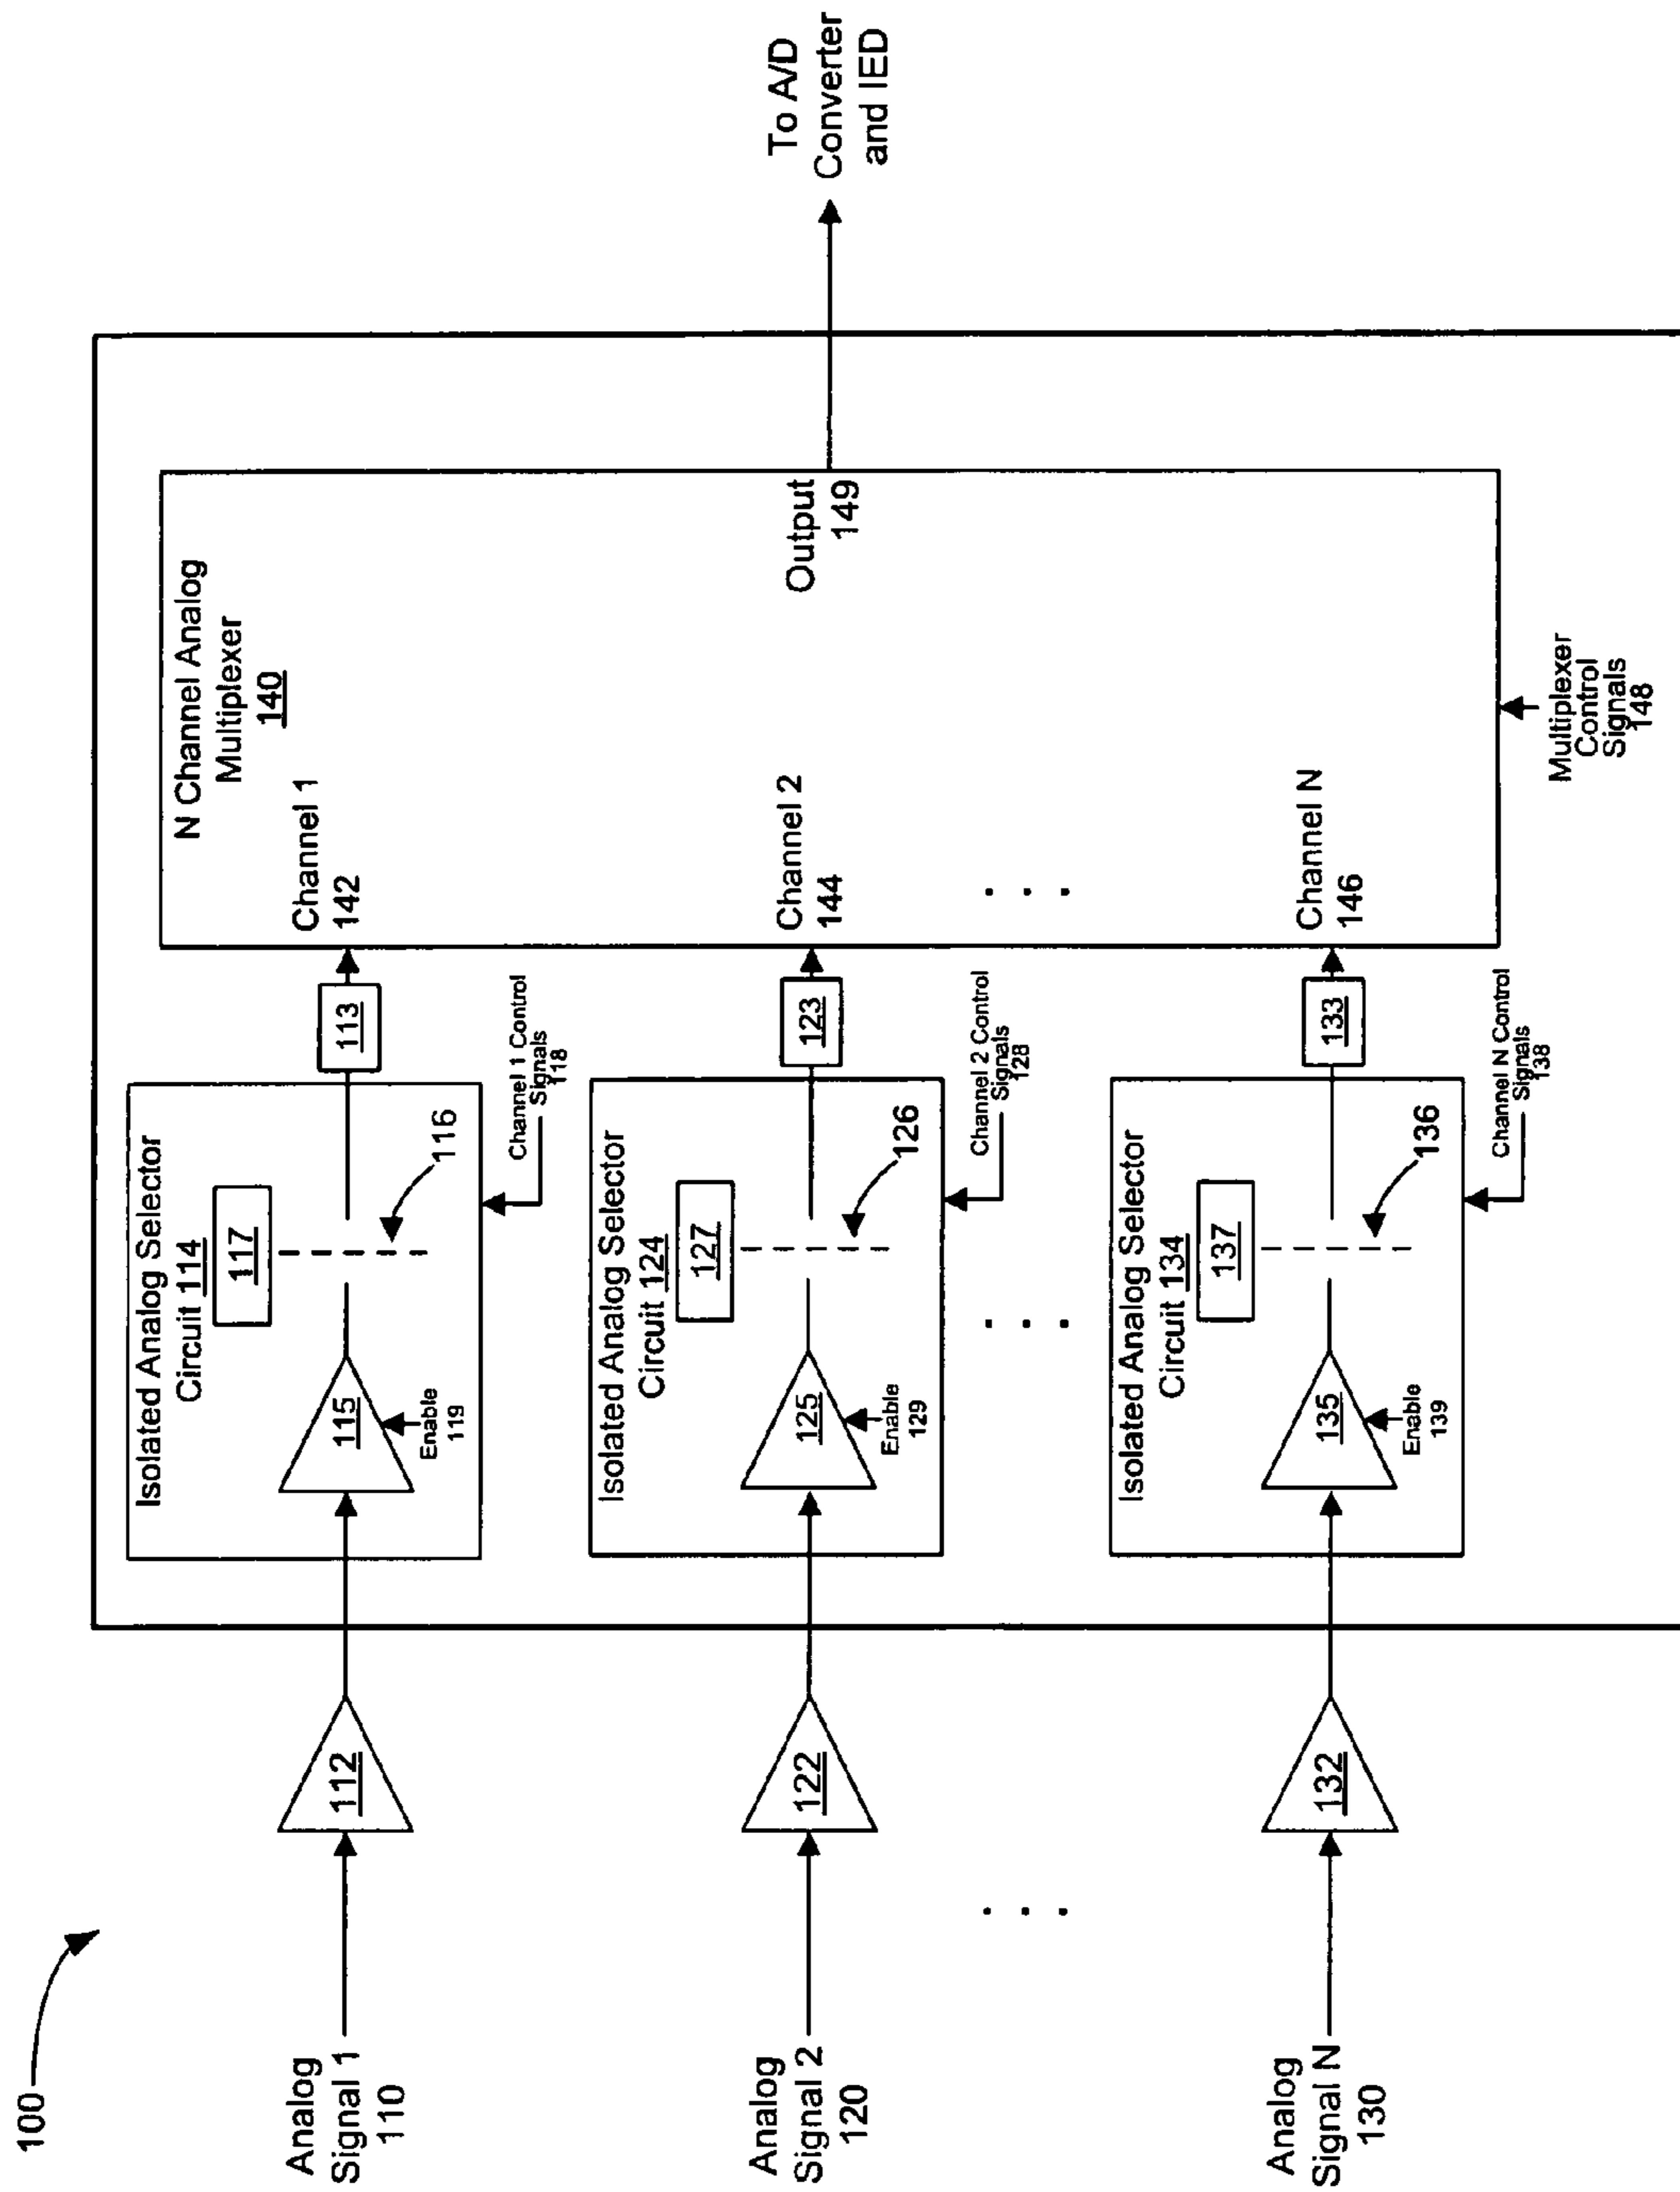 100
Analog
Signal 1
110
112
Isolated Analog Selector
Circuit 114
117
115
Enable
119
116
Channel 1 Control
Signals
118
113
Analog
Signal 2
120
122
Isolated Analog Selector
Circuit 124
127
125
Enable
129
126
Channel 2 Control
Signals
128
123
. . .
. . .
Analog
Signal N
130
132
Isolated Analog Selector
Circuit 134
137
135
Enable
139
136
Channel N Control
Signals
138
133
N Channel Analog
Multiplexer
140
Channel 1
142
Channel 2
144
. . .
Channel N
146
Output
149
Multiplexer
Control
Signals
148
To A/D
Converter
and IED